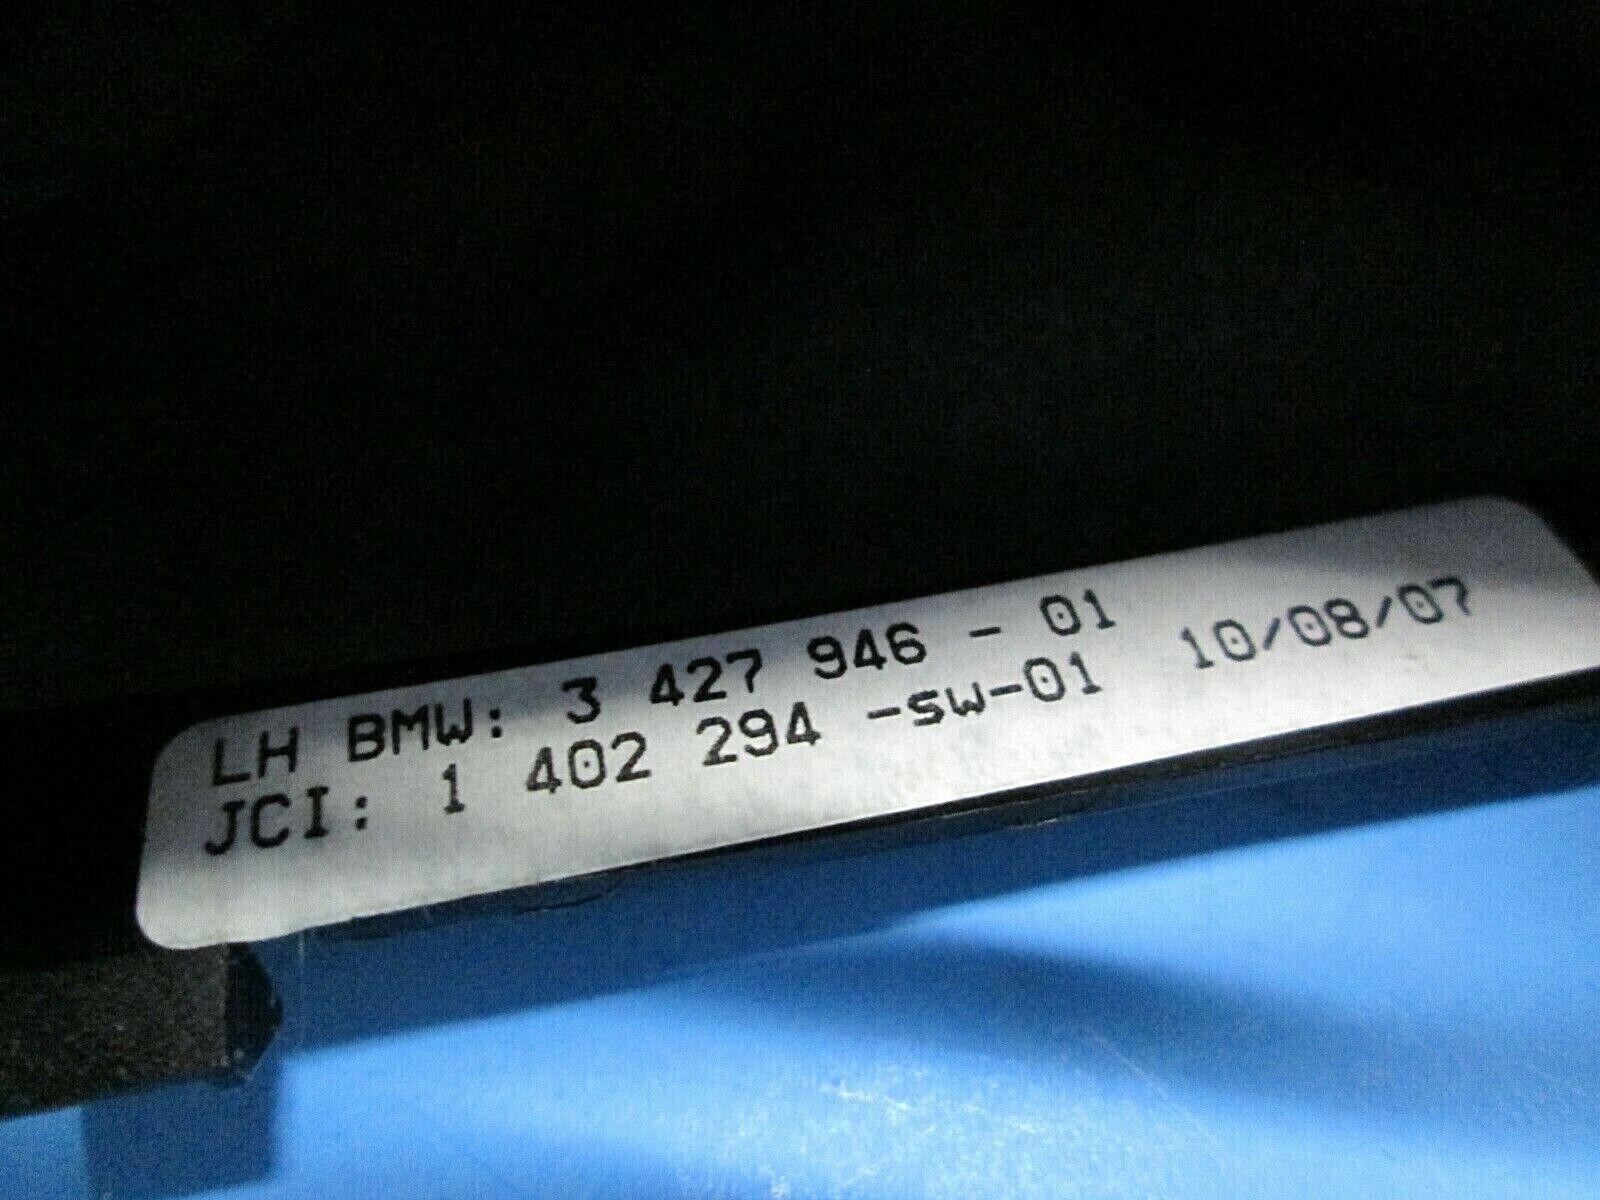 LH BMW: 3 427 946 - 01
JCI: 1 402 294 -SW-01 10/08/07